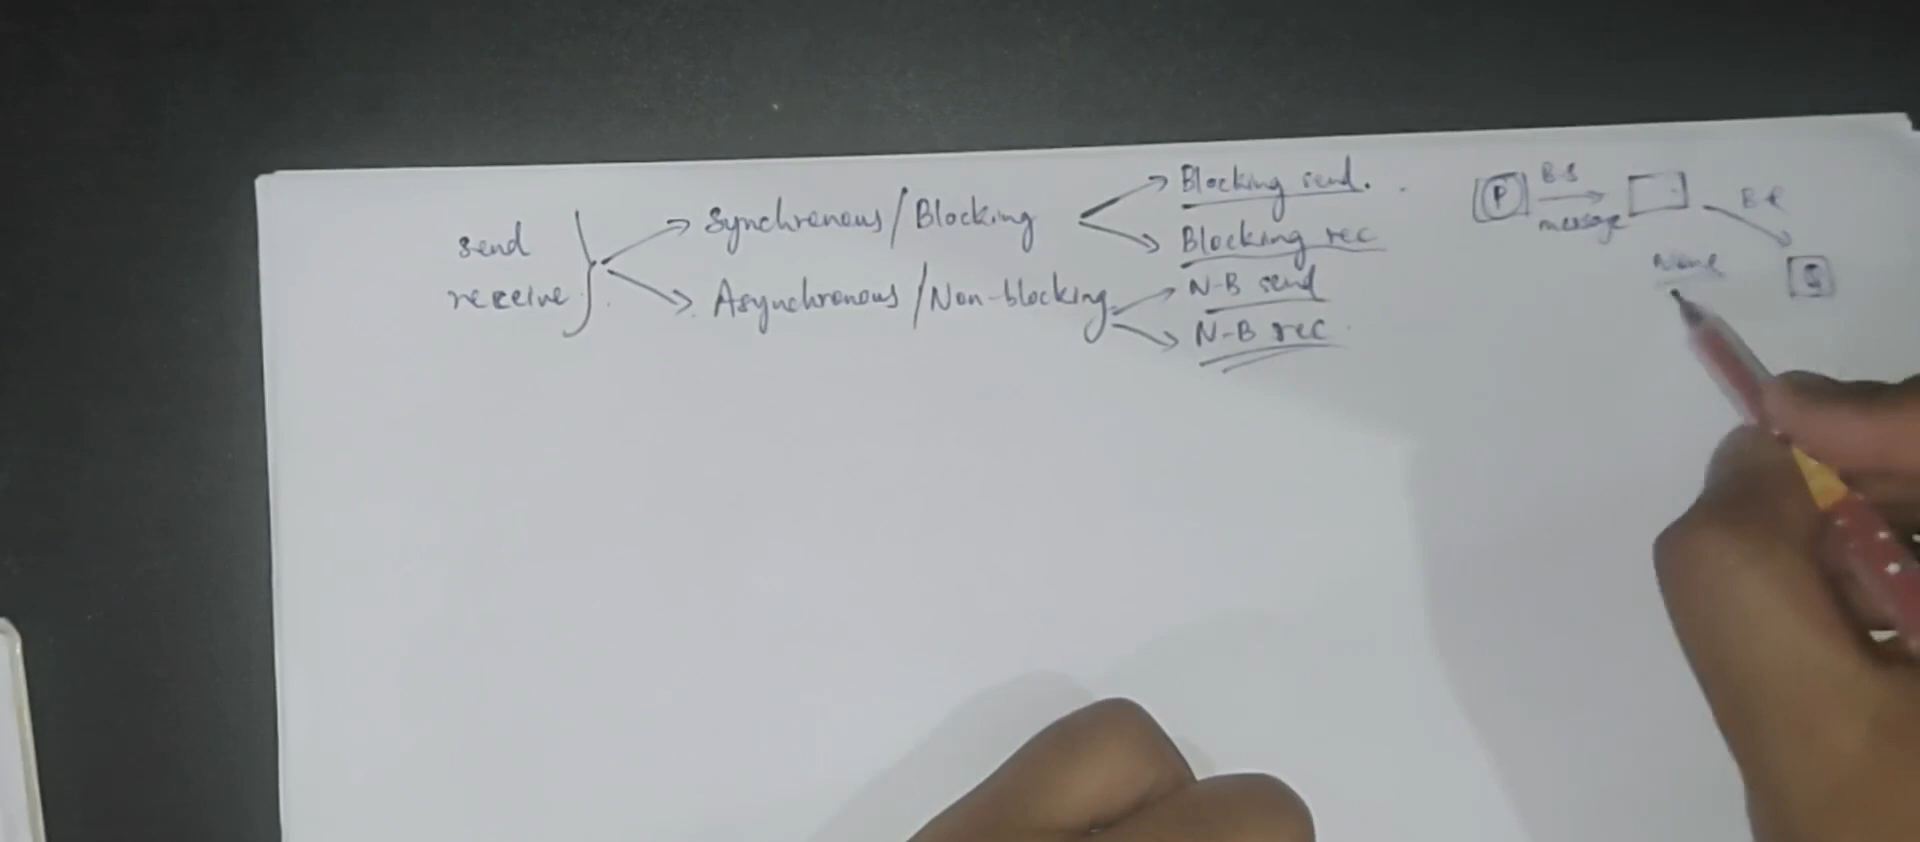 send
receive
Synchronous / Blocking
Asynchronous / Non-blocking
Blocking send.
Blocking rec
N-B send
N-B rec
P
B-S
message
B-R
Q